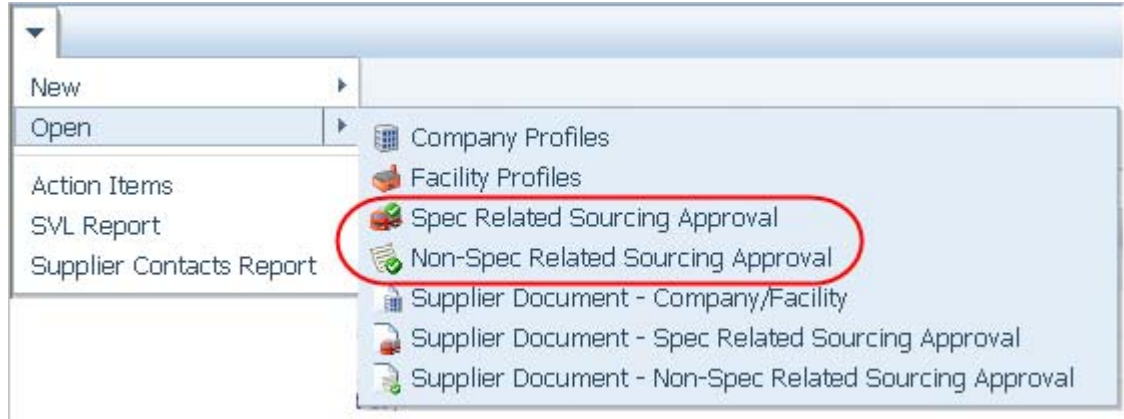 New
Open
Company Profiles
Facility Profiles
Action Items
Spec Related Sourcing Approval
SVL Report
Non-Spec Related Sourcing Approval
Supplier Contacts Report
Supplier Document - Company/Facility
Supplier Document - Spec Related Sourcing Approval
Supplier Document - Non-Spec Related Sourcing Approval